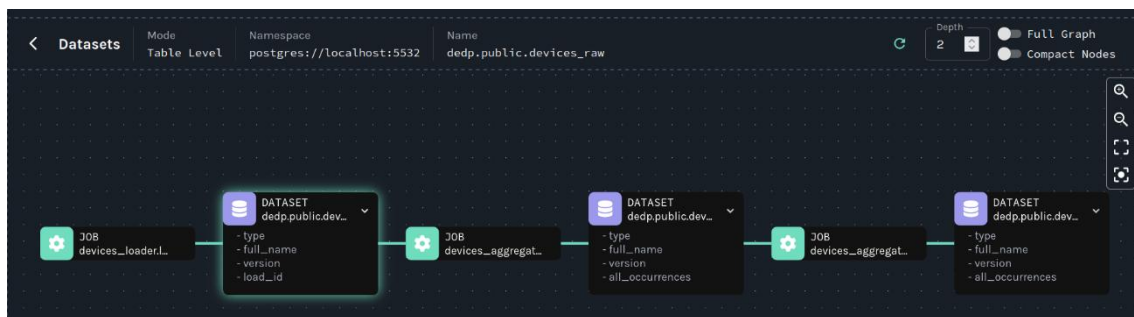 Datasets
Mode
Table Level
Namespace
postgres://localhost:5532
Name
dedp.public.devices_raw
Depth
2
Full Graph
Compact Nodes
JOB
devices_loader.l...
DATASET
dedp.public.dev...
- type
- full_name
- version
- load_id
JOB
devices_aggregat...
DATASET
dedp.public.dev...
- type
- full_name
- version
- all_occurrences
JOB
devices_aggregat...
DATASET
dedp.public.dev...
- type
- full_name
- version
- all_occurrences